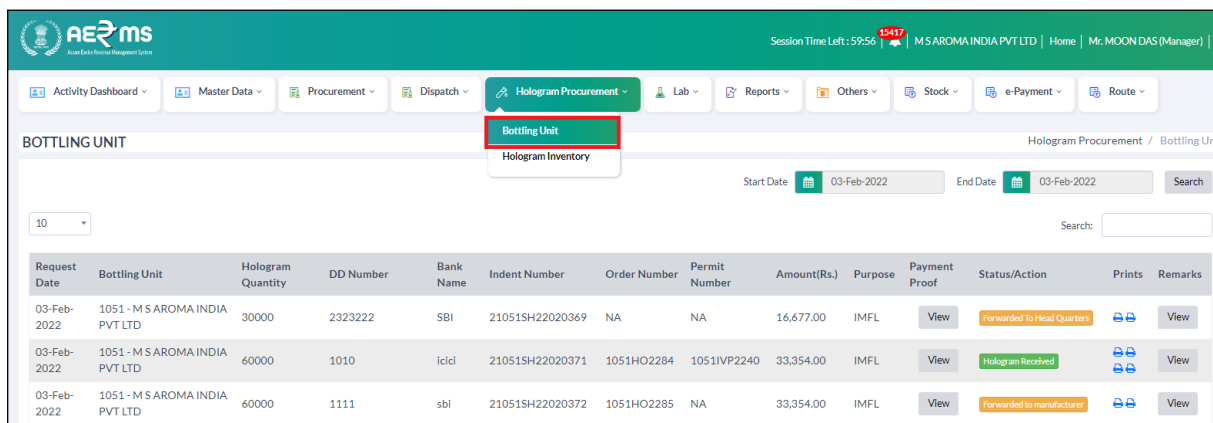 AERMS
Assam Excise Revenue Management System
Session Time Left : 59:56 15417 | M S AROMA INDIA PVT LTD | Home | Mr. MOON DAS (Manager) |
Activity Dashboard Master Data Procurement Dispatch Hologram Procurement Lab Reports Others Stock e-Payment Route
Bottling Unit
Hologram Inventory
BOTTLING UNIT
Hologram Procurement / Bottling Un
Start Date 03-Feb-2022 End Date 03-Feb-2022 Search
10 Search:
Request Date Bottling Unit Hologram Quantity DD Number Bank Name Indent Number Order Number Permit Number Amount(Rs.) Purpose Payment Proof Status/Action Prints Remarks
03-Feb-2022 1051 - M S AROMA INDIA PVT LTD 30000 2323222 SBI 21051SH22020369 NA NA 16,677.00 IMFL View Forwarded To Head Quarters View
03-Feb-2022 1051 - M S AROMA INDIA PVT LTD 60000 1010 icici 21051SH22020371 1051HO2284 1051IVP2240 33,354.00 IMFL View Hologram Received View
03-Feb-2022 1051 - M S AROMA INDIA PVT LTD 60000 1111 sbi 21051SH22020372 1051HO2285 NA 33,354.00 IMFL View Forwarded to manufacturer View